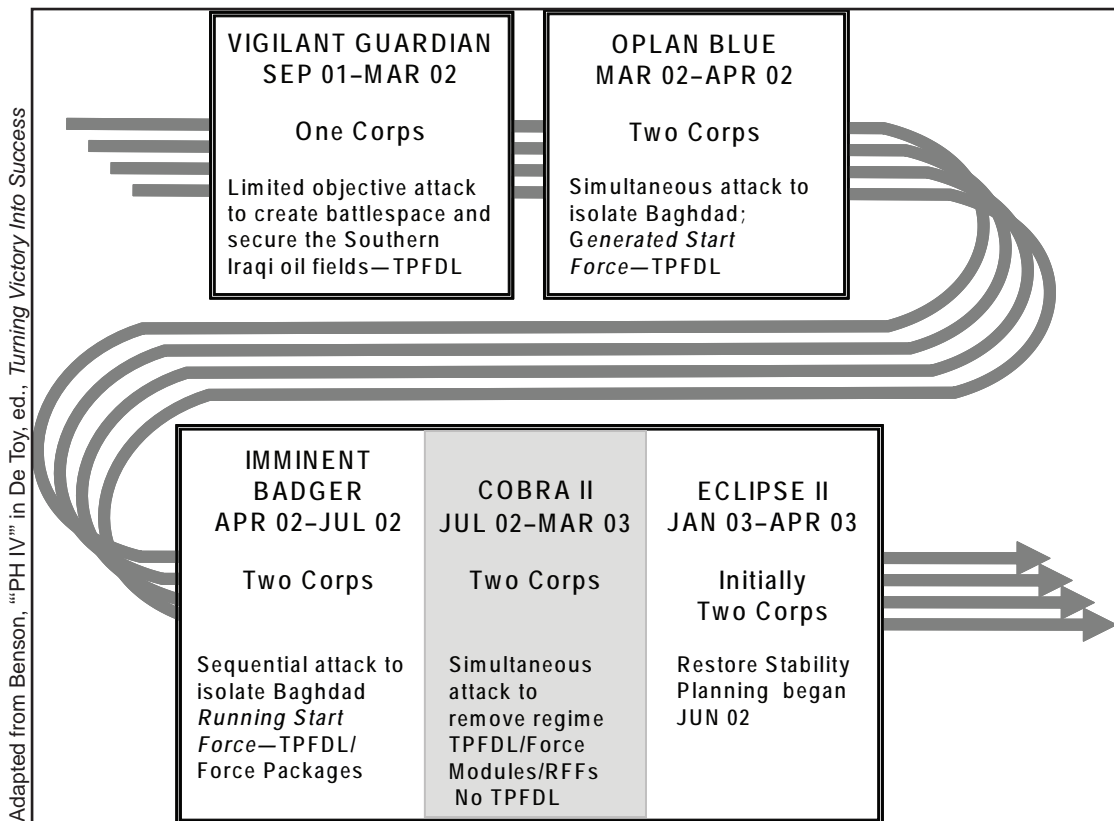 Adapted from Benson, “‘PH IV’” in De Toy, ed., Turning Victory Into Success
VIGILANT GUARDIAN
SEP 01–MAR 02
One Corps
Limited objective attack
to create battlespace and
secure the Southern
Iraqi oil fields—TPFDL
OPLAN BLUE
MAR 02–APR 02
Two Corps
Simultaneous attack to
isolate Baghdad;
Generated Start
Force—TPFDL
IMMINENT
BADGER
APR 02–JUL 02
Two Corps
Sequential attack to
isolate Baghdad
Running Start
Force—TPFDL/
Force Packages
COBRA II
JUL 02–MAR 03
Two Corps
Simultaneous
attack to
remove regime
TPFDL/Force
Modules/RFFs
No TPFDL
ECLIPSE II
JAN 03–APR 03
Initially
Two Corps
Restore Stability
Planning began
JUN 02